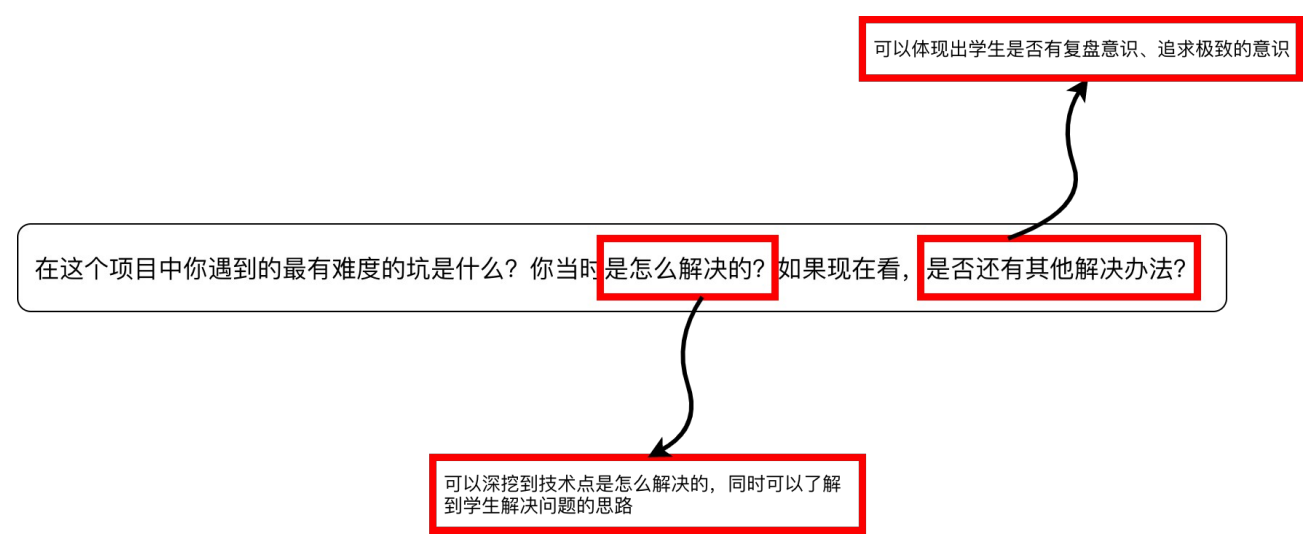 可以体现出学生是否有复盘意识、追求极致的意识
在这个项目中你遇到的最有难度的坑是什么？你当时是怎么解决的？如果现在看，是否还有其他解决办法？
可以深挖到技术点是怎么解决的，同时可以了解
到学生解决问题的思路